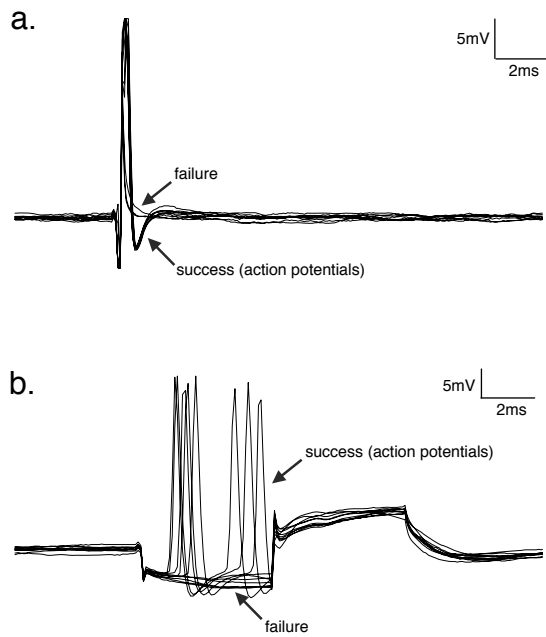 a.
5mV
2ms
failure
success (action potentials)
b.
5mV
2ms
success (action potentials)
failure